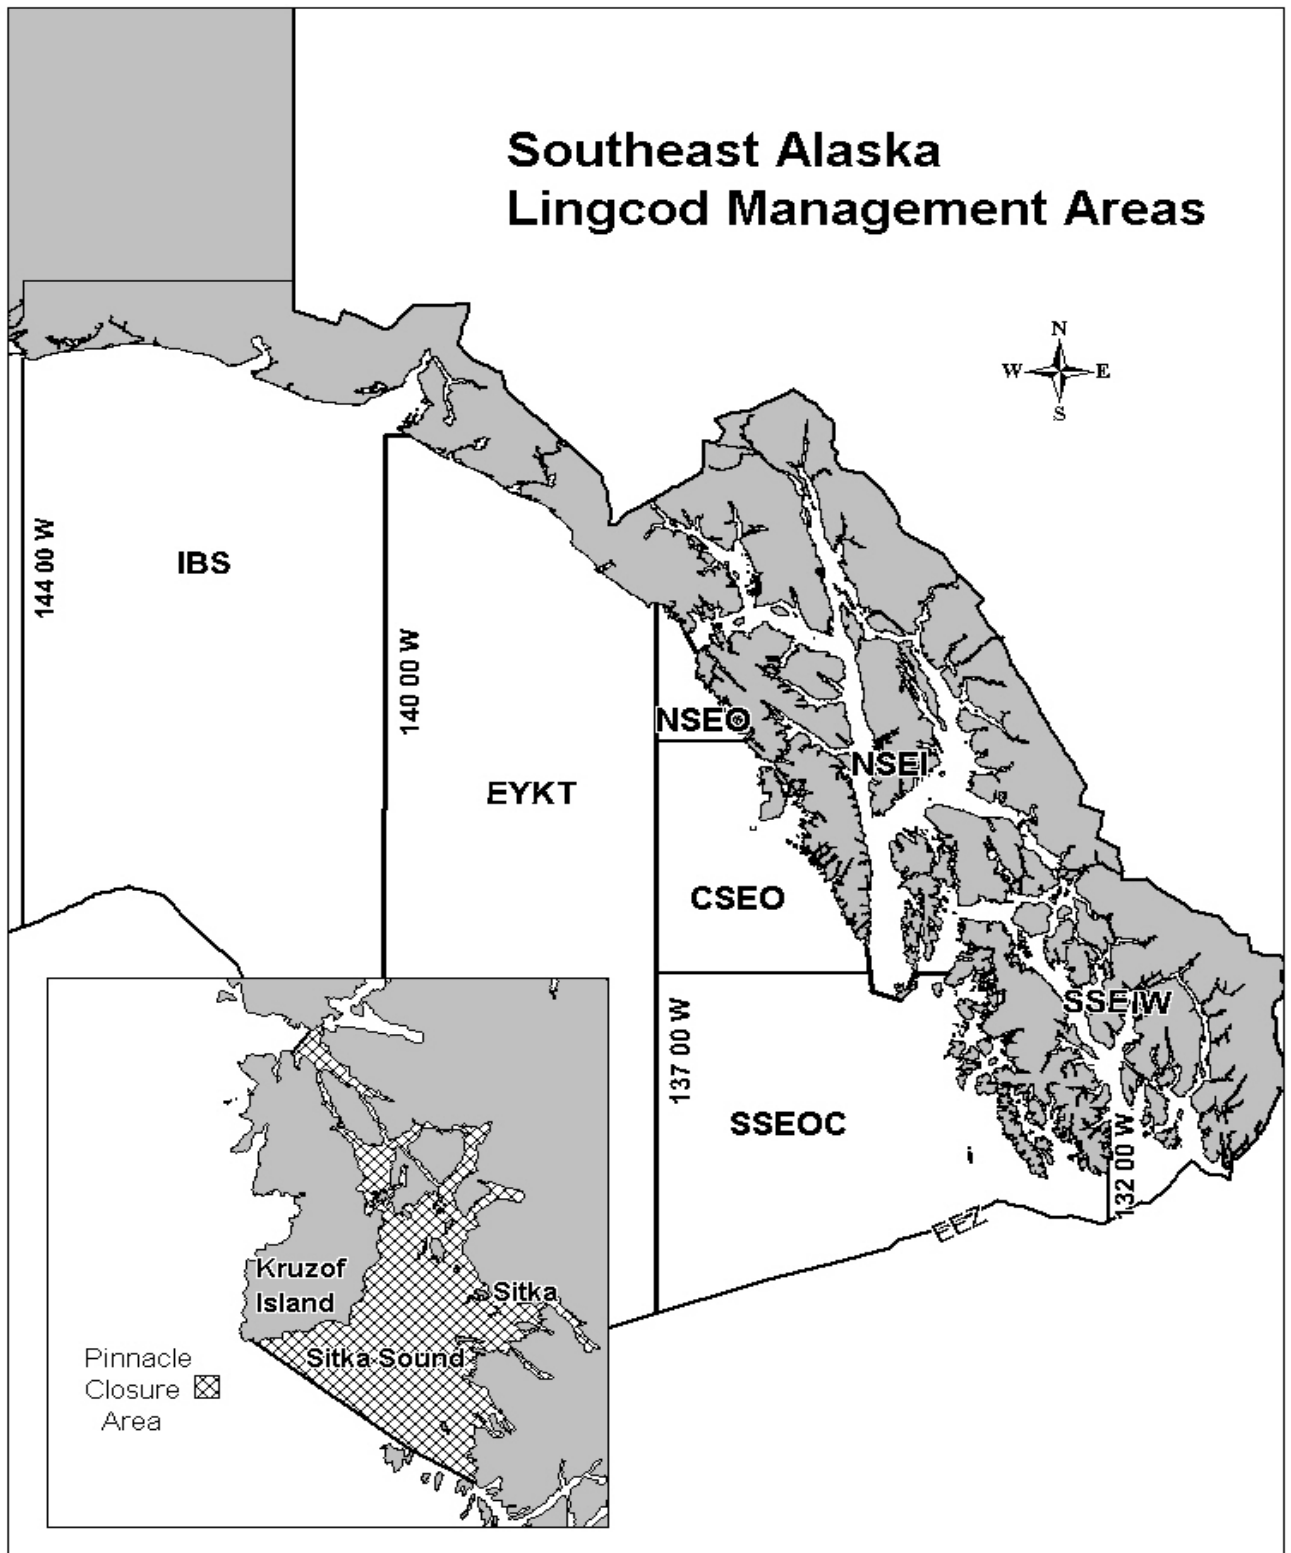 Southeast Alaska
Lingcod Management Areas
N
W E
S
144 00 W
IBS
140 00 W
EYKT
NSEO
NSEI
CSEO
137 00 W
SSEIW
SSEOC
132 00 W
EEZ
Kruzof
Island
Sitka
Sitka Sound
Pinnacle
Closure
Area